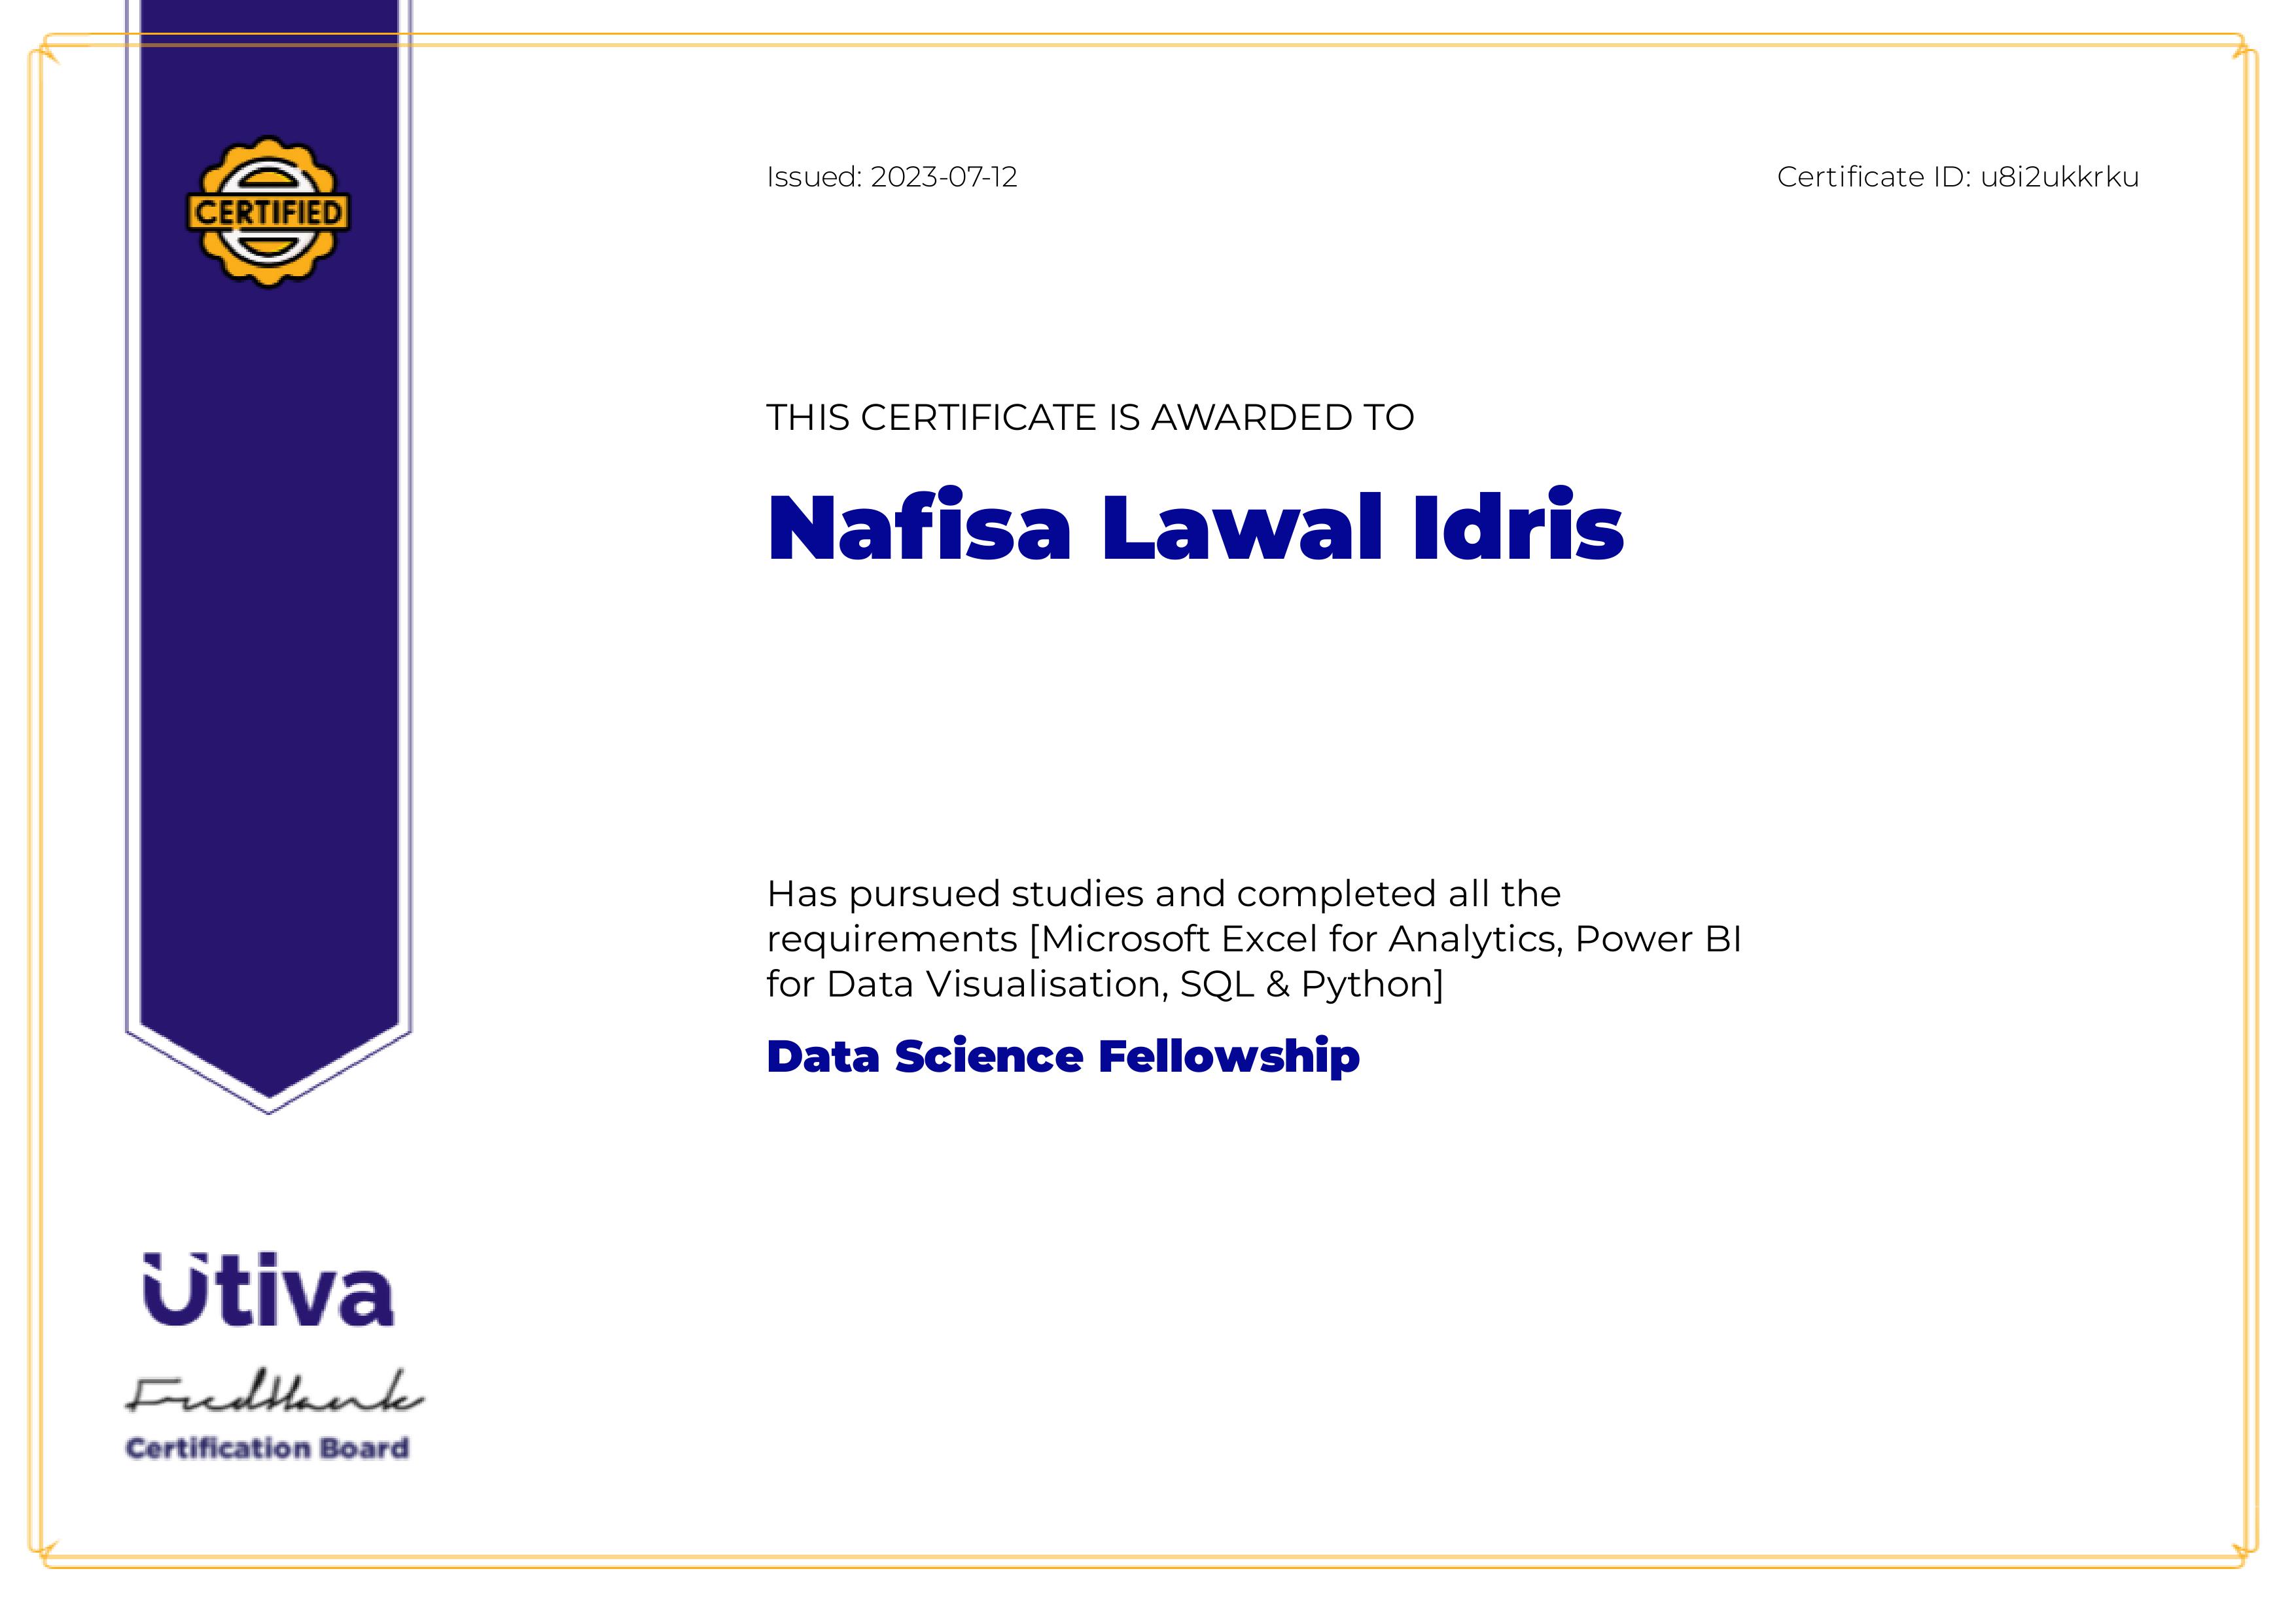 CERTIFIED
Issued: 2023-07-12
Certificate ID: u8i2ukkrku
THIS CERTIFICATE IS AWARDED TO
Nafisa Lawal Idris
Has pursued studies and completed all the
requirements [Microsoft Excel for Analytics, Power BI
for Data Visualisation, SQL & Python]
Data Science Fellowship
Utiva
Certification Board